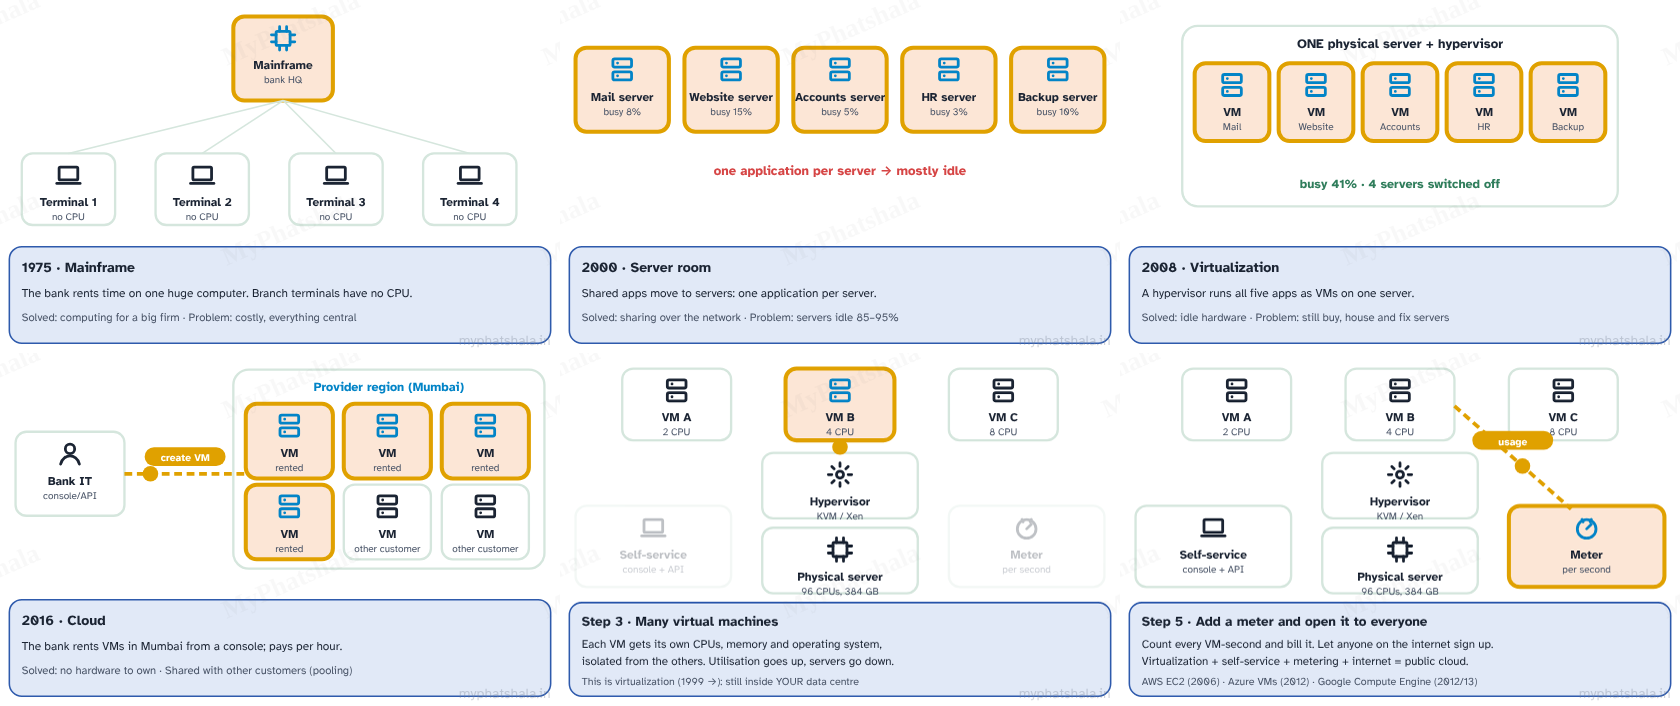 Mainframe
bank HQ
Terminal 1
no CPU
Terminal 2
no CPU
Terminal 3
no CPU
Terminal 4
no CPU
1975 · Mainframe
The bank rents time on one huge computer. Branch terminals have no CPU.
Solved: computing for a big firm · Problem: costly, everything central
myphatshala.in
Mail server
busy 8%
Website server
busy 15%
Accounts server
busy 5%
HR server
busy 3%
Backup server
busy 10%
one application per server → mostly idle
2000 · Server room
Shared apps move to servers: one application per server.
Solved: sharing over the network · Problem: servers idle 85–95%
myphatshala.in
ONE physical server + hypervisor
VM
Mail
VM
Website
VM
Accounts
VM
HR
VM
Backup
busy 41% · 4 servers switched off
2008 · Virtualization
A hypervisor runs all five apps as VMs on one server.
Solved: idle hardware · Problem: still buy, house and fix servers
myphatshala.in
Provider region (Mumbai)
Bank IT
console/API
create VM
VM
rented
VM
rented
VM
rented
VM
rented
VM
other customer
VM
other customer
2016 · Cloud
The bank rents VMs in Mumbai from a console; pays per hour.
Solved: no hardware to own · Shared with other customers (pooling)
myphatshala.in
VM A
2 CPU
VM B
4 CPU
VM C
8 CPU
Hypervisor
KVM / Xen
Self-service
console + API
Physical server
96 CPUs, 384 GB
Meter
per second
Step 3 · Many virtual machines
Each VM gets its own CPUs, memory and operating system,
isolated from the others. Utilisation goes up, servers go down.
This is virtualization (1999 →): still inside YOUR data centre
myphatshala.in
VM A
2 CPU
VM B
4 CPU
VM C
8 CPU
usage
Hypervisor
KVM / Xen
Self-service
console + API
Physical server
96 CPUs, 384 GB
Meter
per second
Step 5 · Add a meter and open it to everyone
Count every VM-second and bill it. Let anyone on the internet sign up.
Virtualization + self-service + metering + internet = public cloud.
AWS EC2 (2006) · Azure VMs (2012) · Google Compute Engine (2012/13)
myphatshala.in
MyPhatshala